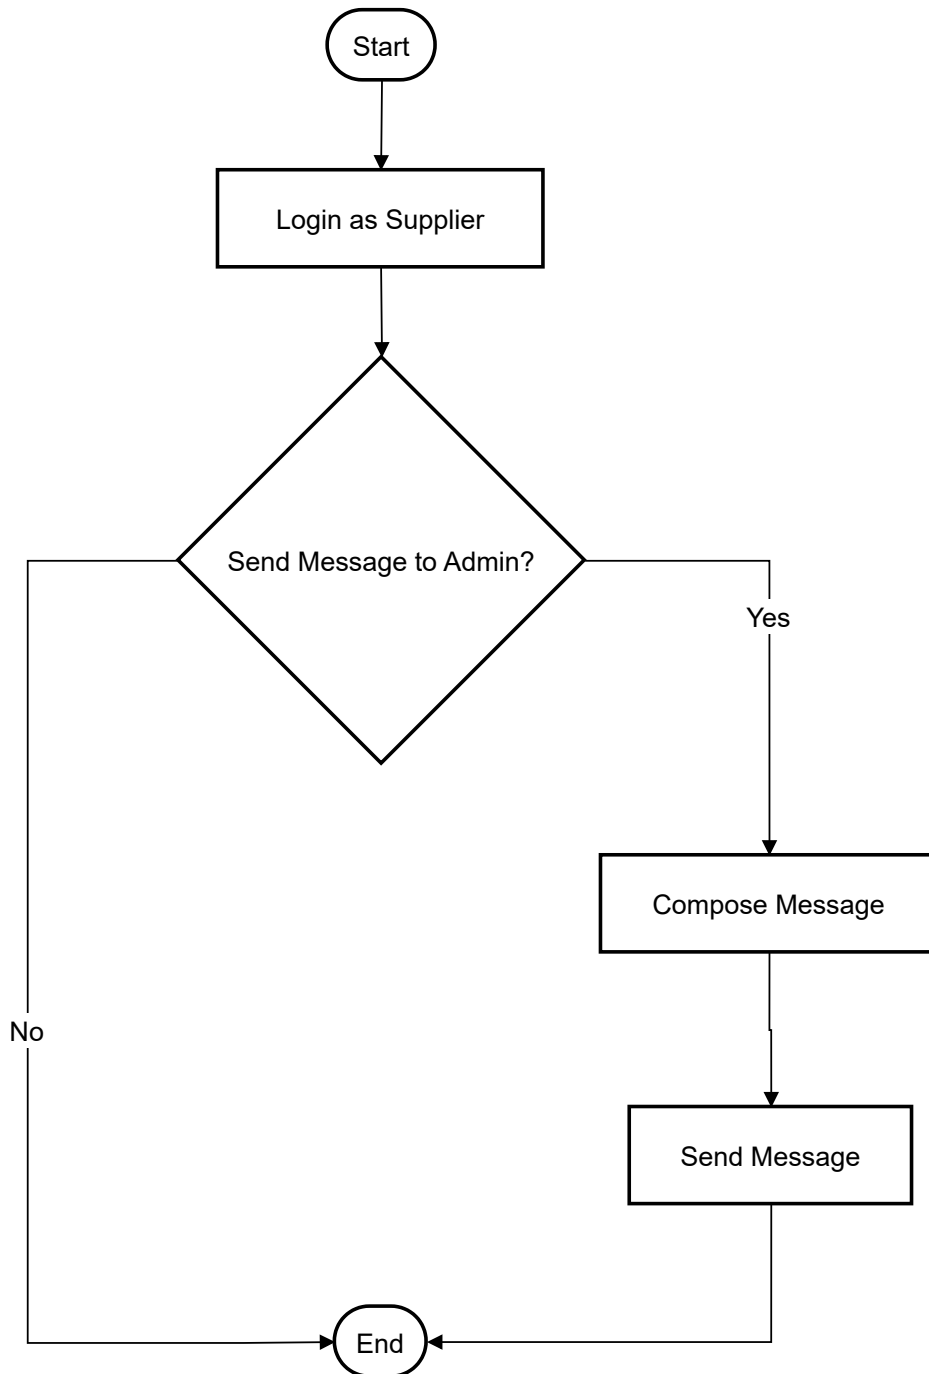 Start
Login as Supplier
Send Message to Admin?
Yes
Compose Message
No
Send Message
End